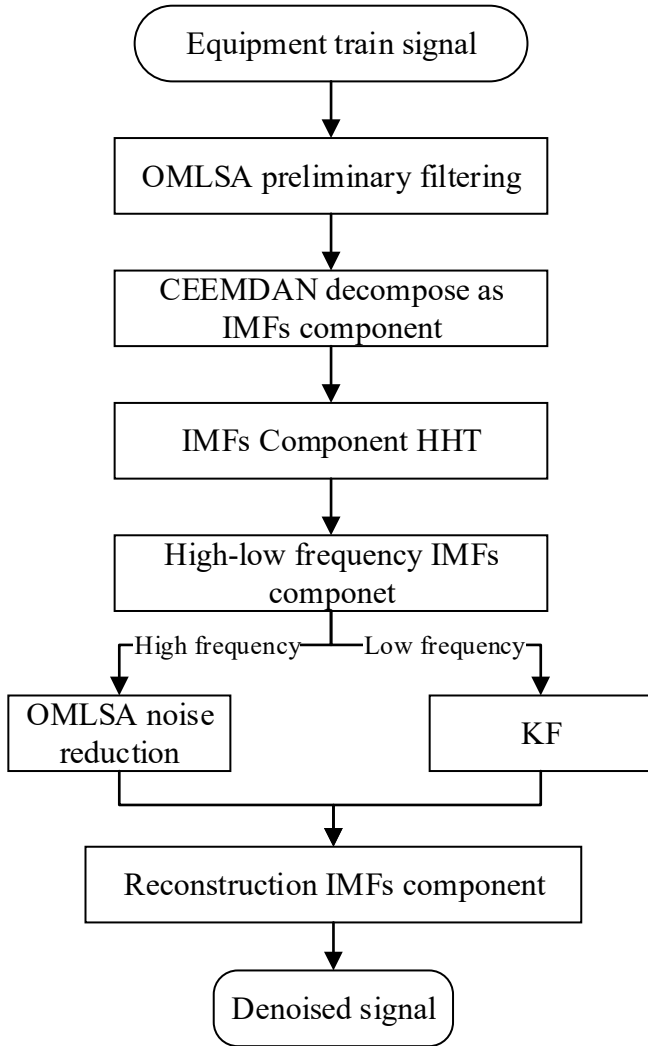 Equipment train signal
OMLSA preliminary filtering
CEEMDAN decompose as
IMFs component
IMFs Component HHT
High-low frequency IMFs
componet
High frequency
Low frequency
OMLSA noise
reduction
KF
Reconstruction IMFs component
Denoised signal